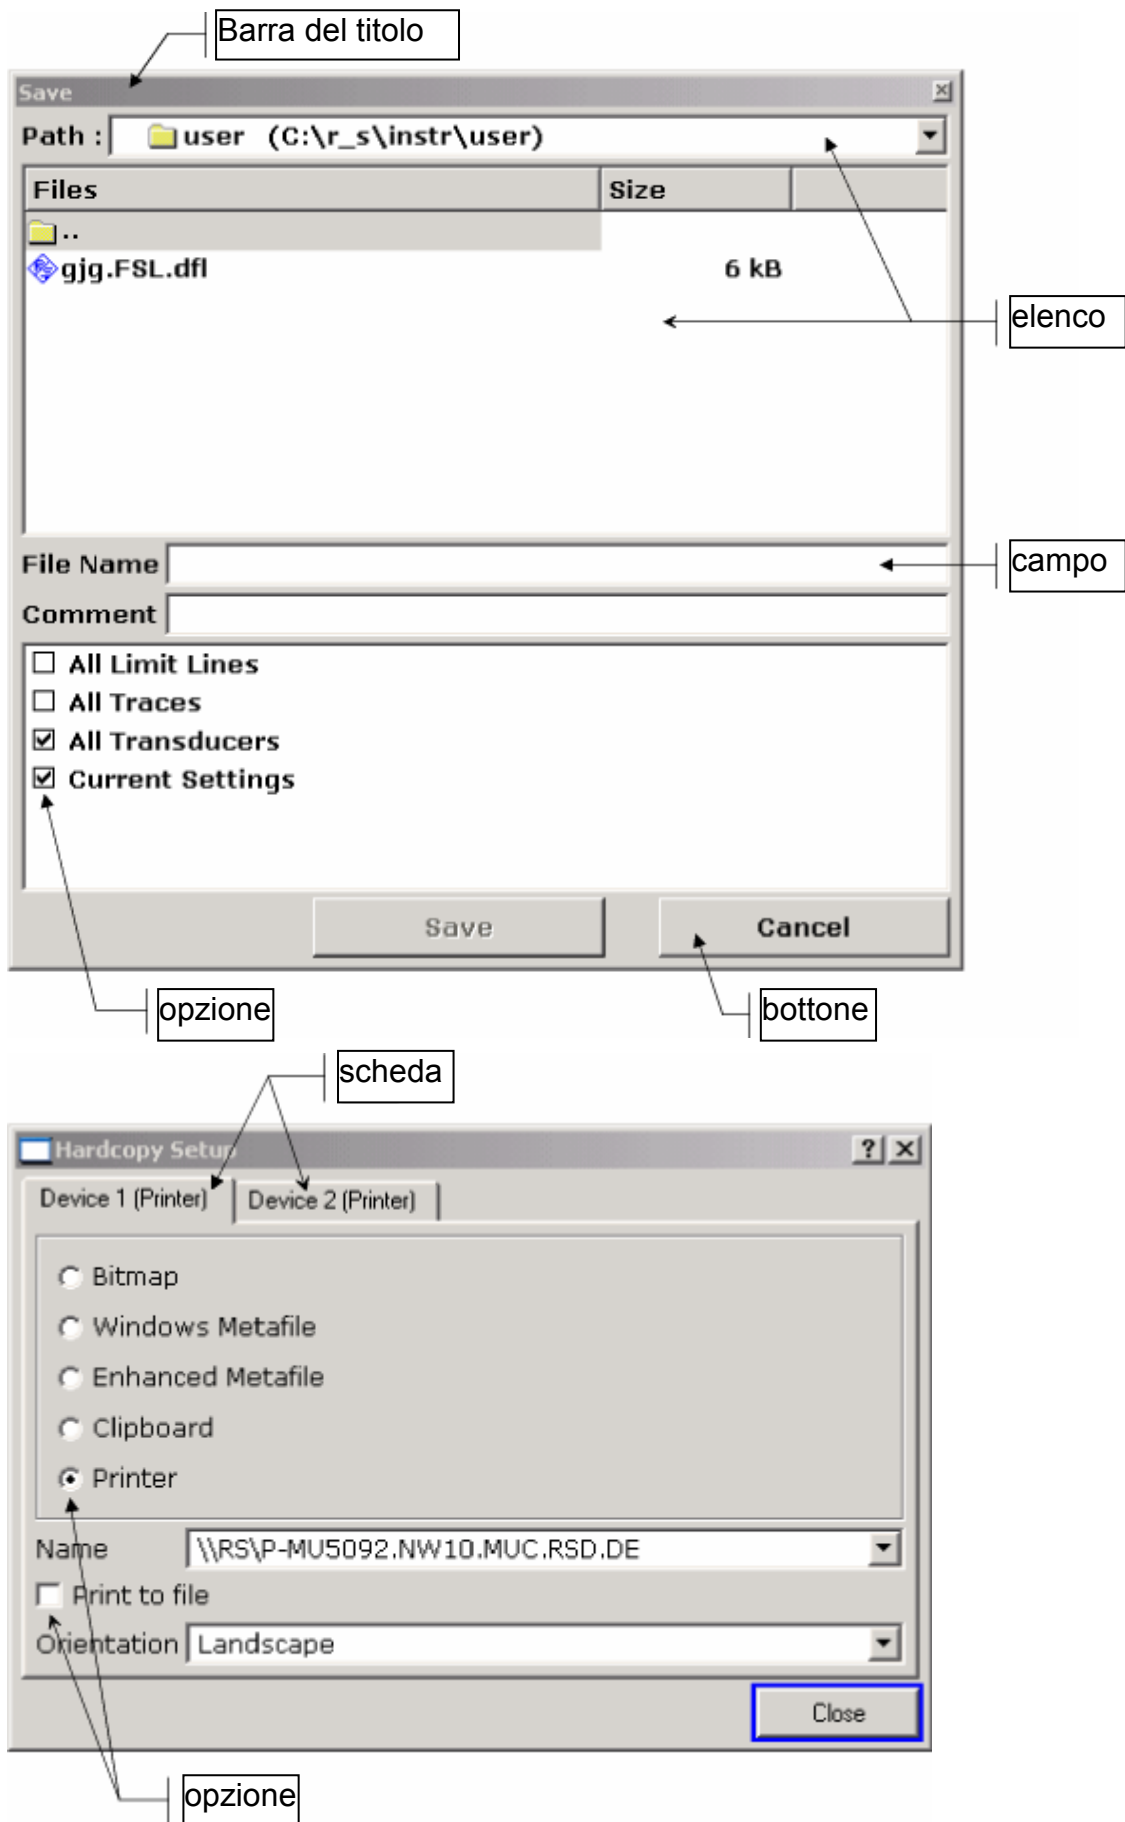 Barra del titolo
Save
Path : user (C:\r_s\instr\user)
Files Size
..
gjg.FSL.dfl 6 kB
elenco
File Name
campo
Comment
All Limit Lines
All Traces
All Transducers
Current Settings
Save Cancel
opzione bottone
scheda
Hardcopy Setup
Device 1 (Printer) Device 2 (Printer)
Bitmap
Windows Metafile
Enhanced Metafile
Clipboard
Printer
Name \\RS\P-MU5092.NW10.MUC.RSD.DE
Print to file
Orientation Landscape
Close
opzione